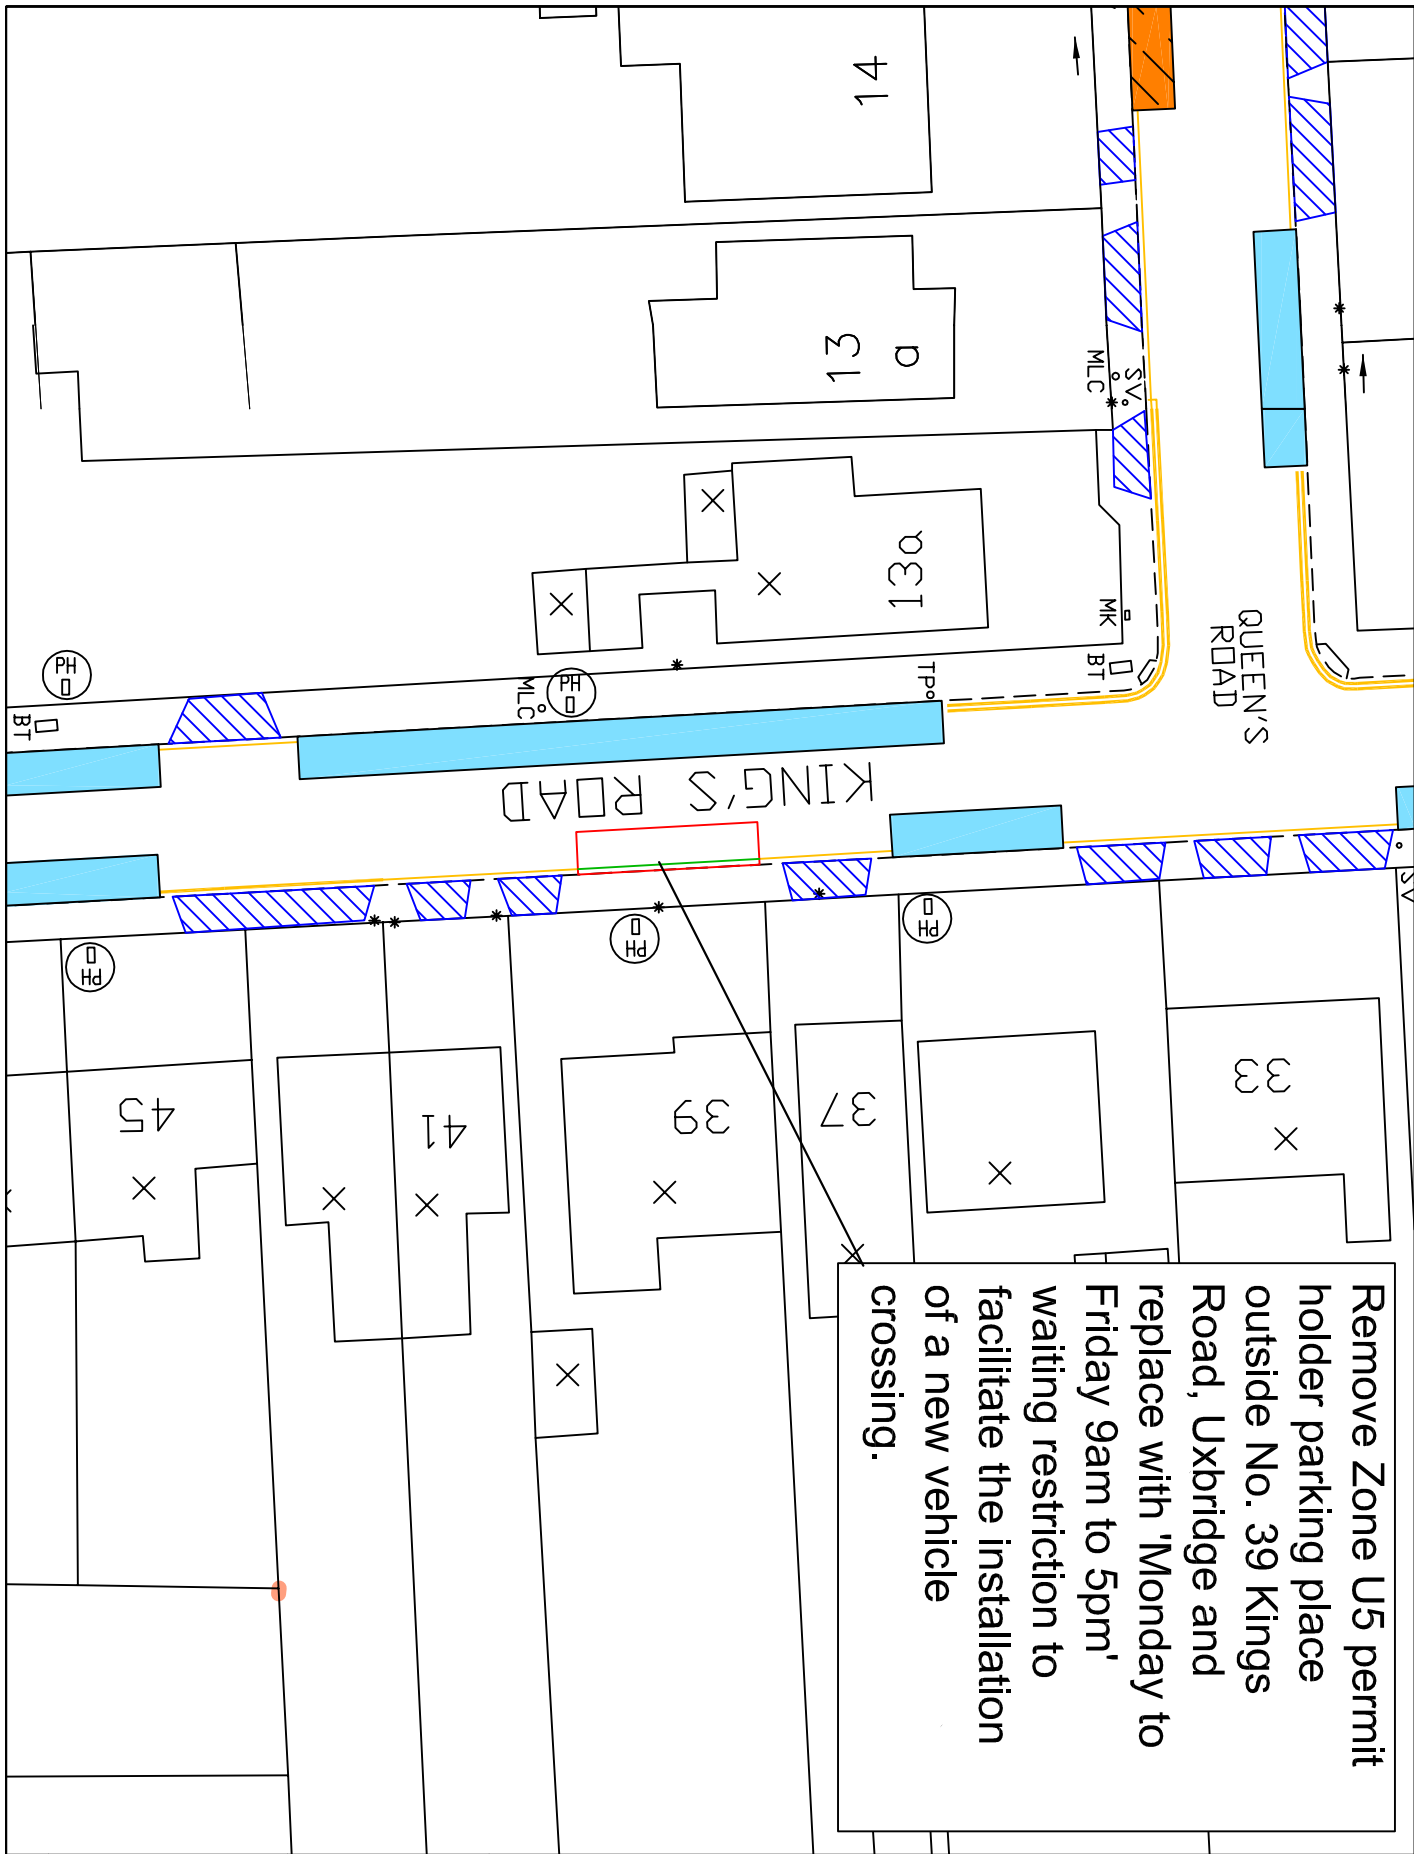 Remove Zone U5 permit
holder parking place
outside No. 39 Kings
Road, Uxbridge and
replace with 'Monday to
Friday 9am to 5pm'
waiting restriction to
facilitate the installation
of a new vehicle
crossing.
QUEEN'S
ROAD
KING'S ROAD
14
13
a
13a
MLC
SV
MK
BT
TP
PH
MLC
PH
BT
SV
PH
PH
PH
33
37
39
41
45